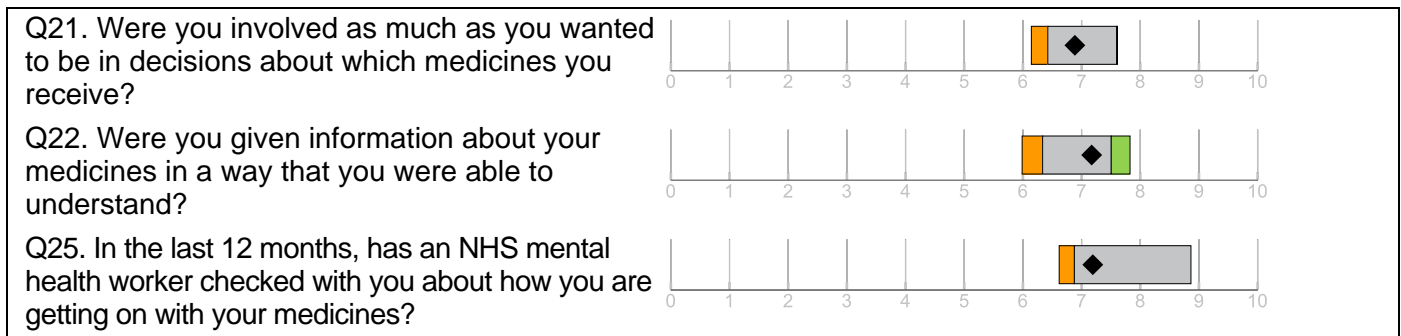 Q21. Were you involved as much as you wanted
to be in decisions about which medicines you
receive?
0 1 2 3 4 5 6 7 8 9 10
Q22. Were you given information about your
medicines in a way that you were able to
understand?
0 1 2 3 4 5 6 7 8 9 10
Q25. In the last 12 months, has an NHS mental
health worker checked with you about how you are
getting on with your medicines?
0 1 2 3 4 5 6 7 8 9 10